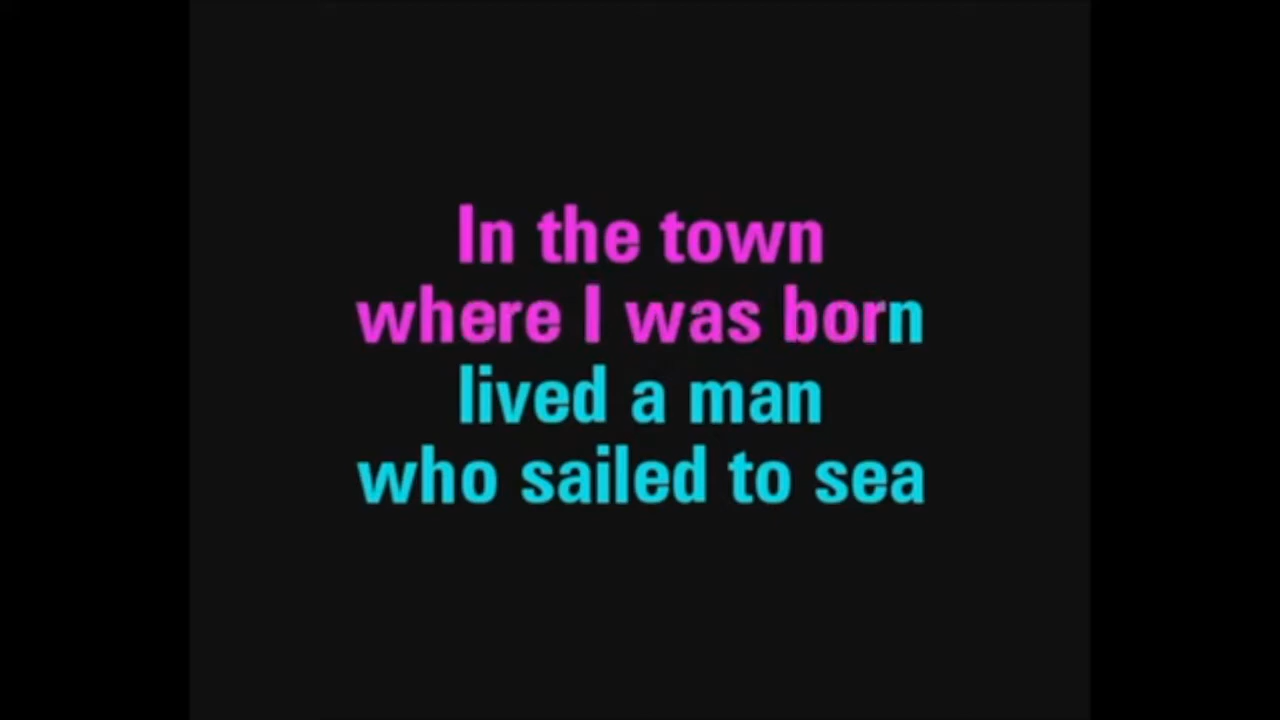 In the town
where I was born
lived a man
who sailed to sea